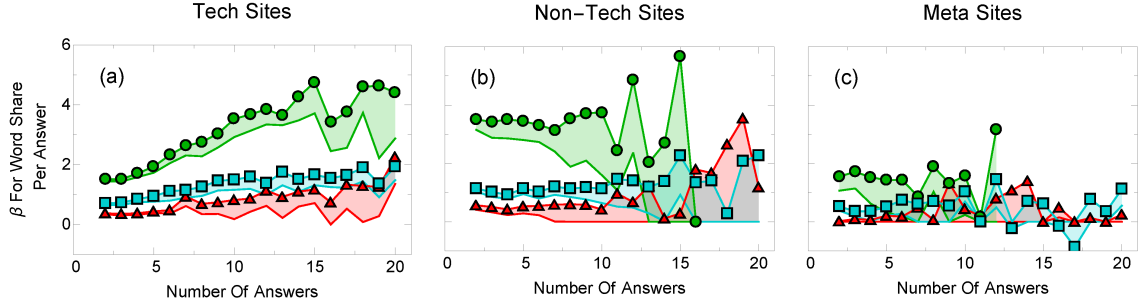 Tech Sites
Non-Tech Sites
Meta Sites
β For Word Share
Per Answer
6
4
2
0
(a)
(b)
(c)
0 5 10 15 20
0 5 10 15 20
0 5 10 15 20
Number Of Answers
Number Of Answers
Number Of Answers